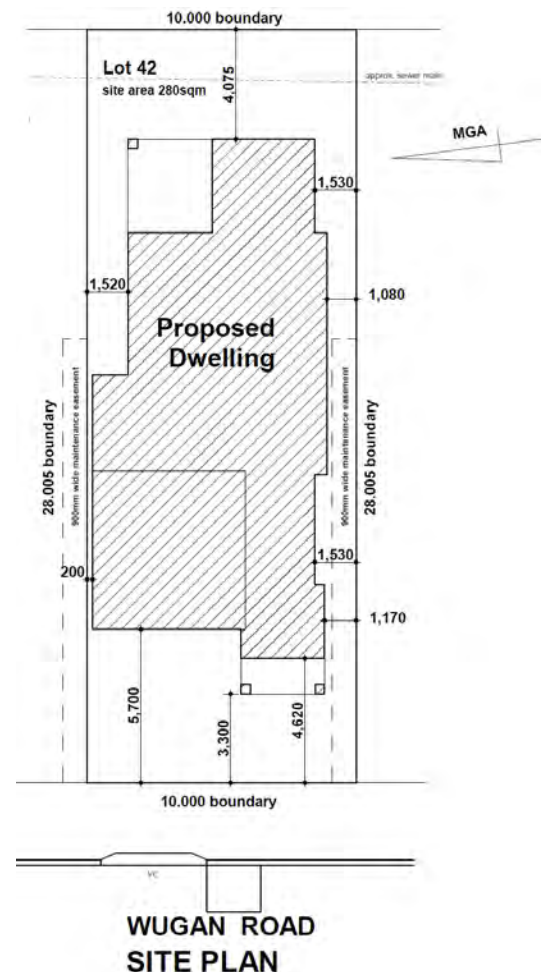 10.000 boundary
Lot 42
site area 280sqm
approx. sewer main
4,075
MGA
1,530
1,520
1,080
Proposed
Dwelling
28.005 boundary
900mm wide maintenance easement
900mm wide maintenance easement
28.005 boundary
1,530
200
1,170
5,700
3,300
4,620
10.000 boundary
VC
WUGAN ROAD
SITE PLAN